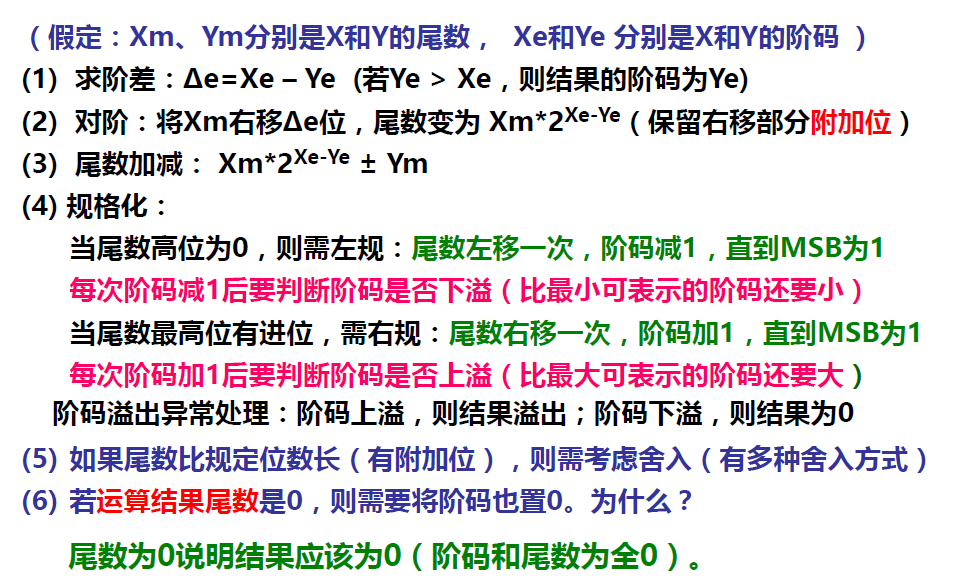 （假定：Xm、Ym分别是X和Y的尾数， Xe和Ye 分别是X和Y的阶码 ）
(1) 求阶差：Δe=Xe – Ye (若Ye > Xe，则结果的阶码为Ye)
(2) 对阶：将Xm右移Δe位，尾数变为 Xm*2^Xe-Ye（保留右移部分附加位）
(3) 尾数加减： Xm*2^Xe-Ye ± Ym
(4) 规格化：
当尾数高位为0，则需左规：尾数左移一次，阶码减1，直到MSB为1
每次阶码减1后要判断阶码是否下溢（比最小可表示的阶码还要小）
当尾数最高位有进位，需右规：尾数右移一次，阶码加1，直到MSB为1
每次阶码加1后要判断阶码是否上溢（比最大可表示的阶码还要大）
阶码溢出异常处理：阶码上溢，则结果溢出；阶码下溢，则结果为0
(5) 如果尾数比规定位数长（有附加位），则需考虑舍入（有多种舍入方式）
(6) 若运算结果尾数是0，则需要将阶码也置0。为什么？
尾数为0说明结果应该为0（阶码和尾数为全0）。